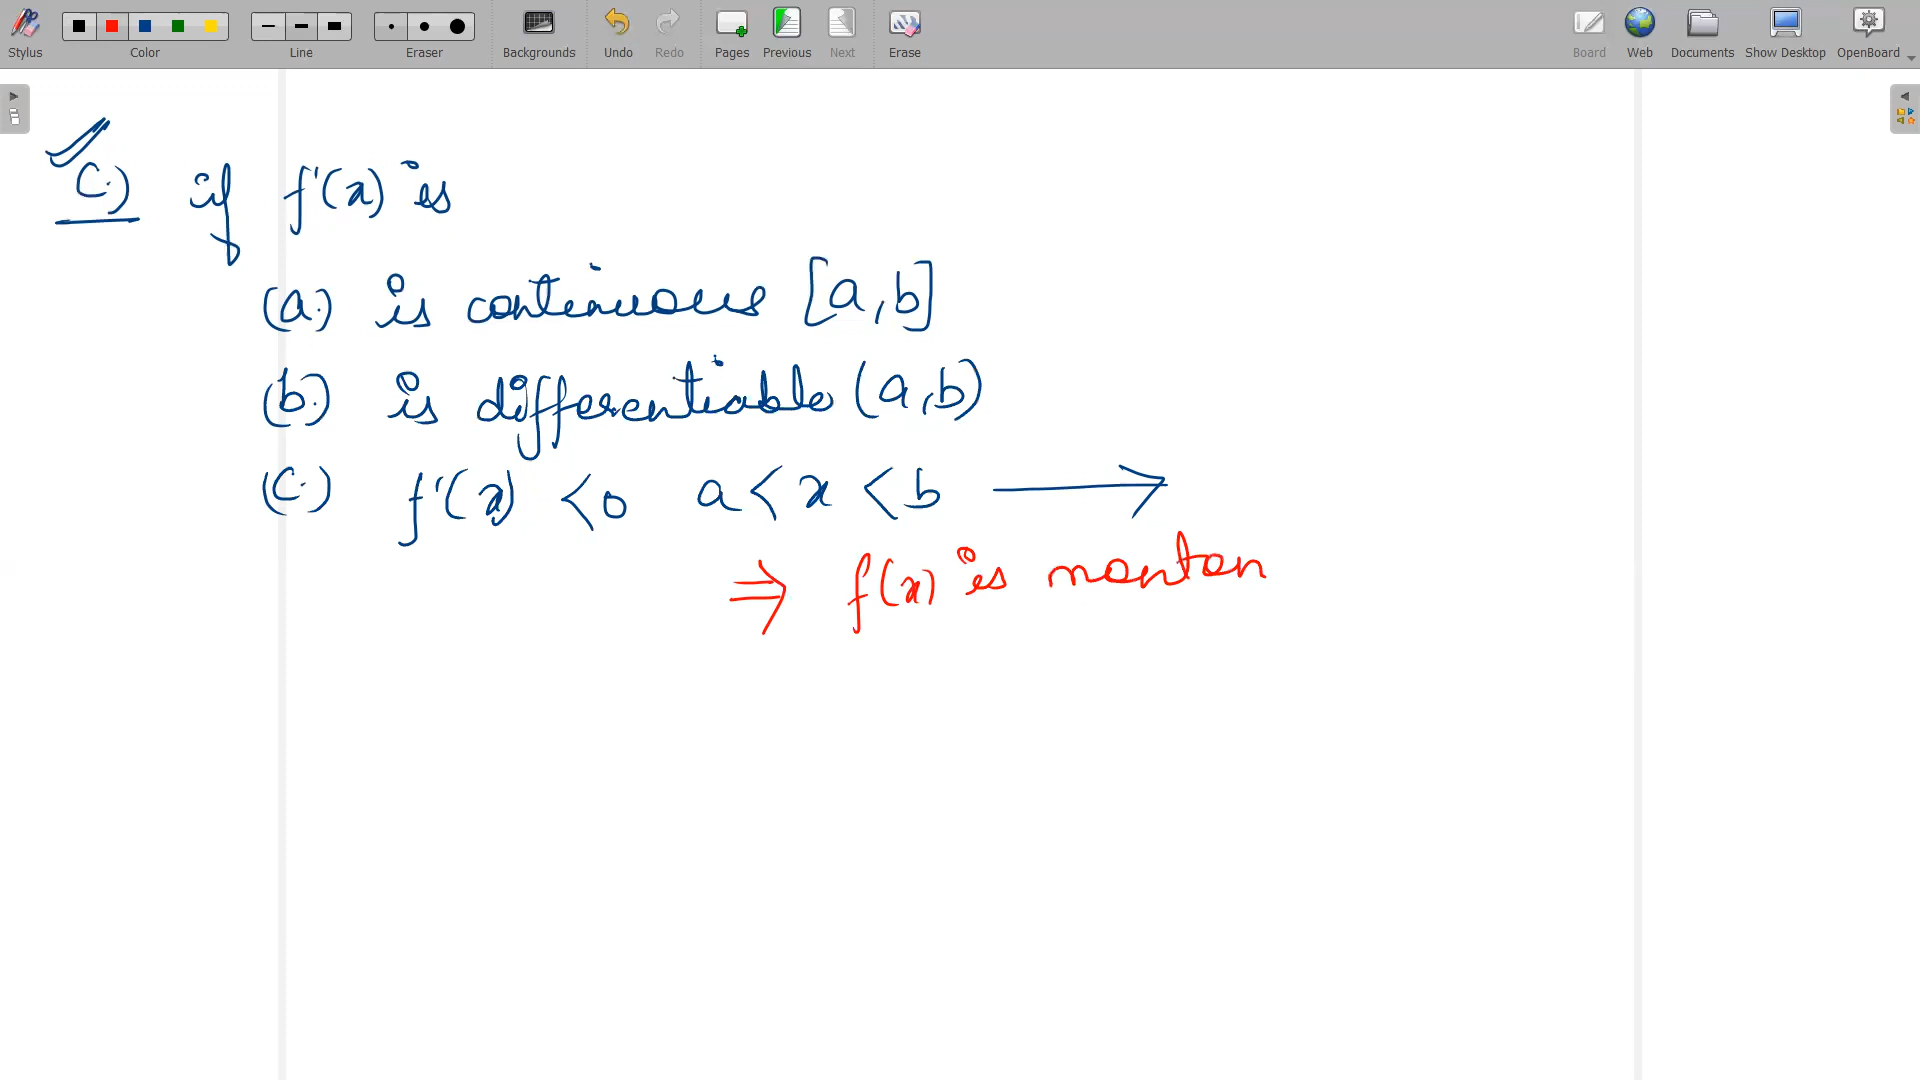 Stylus Color Line Eraser Backgrounds Undo Redo Pages Previous Next Erase Board Web Documents Show Desktop OpenBoard
C.) if f'(x) is
(a.) is continuous [a,b]
(b.) is differentiable (a,b)
(c.) f'(x) <0 a< x <b ⟶
⇒ f(x) is monton